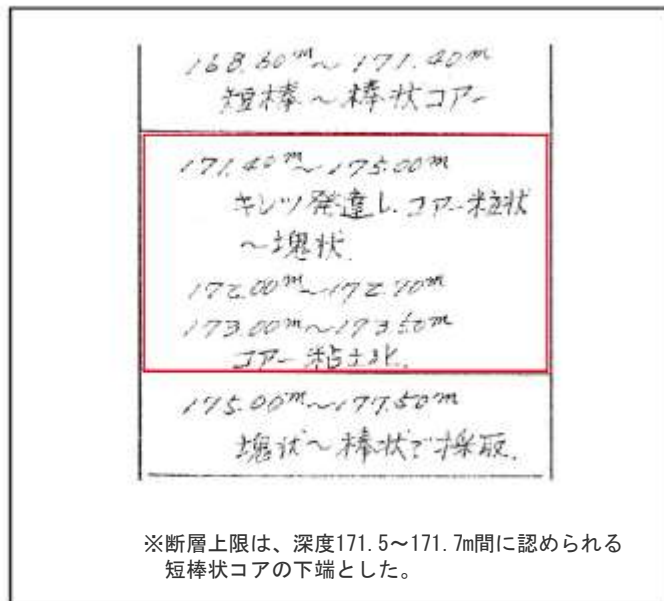 168.60m～171.40m
短棒～棒状コアー
171.40m～175.00m
キレツ発達し、コアー粒状
～塊状.
172.00m～172.70m
173.00m～173.50m
コアー粘土化.
175.00m～177.50m
塊状～棒状で採取.
※断層上限は、深度171.5～171.7m間に認められる
短棒状コアの下端とした。